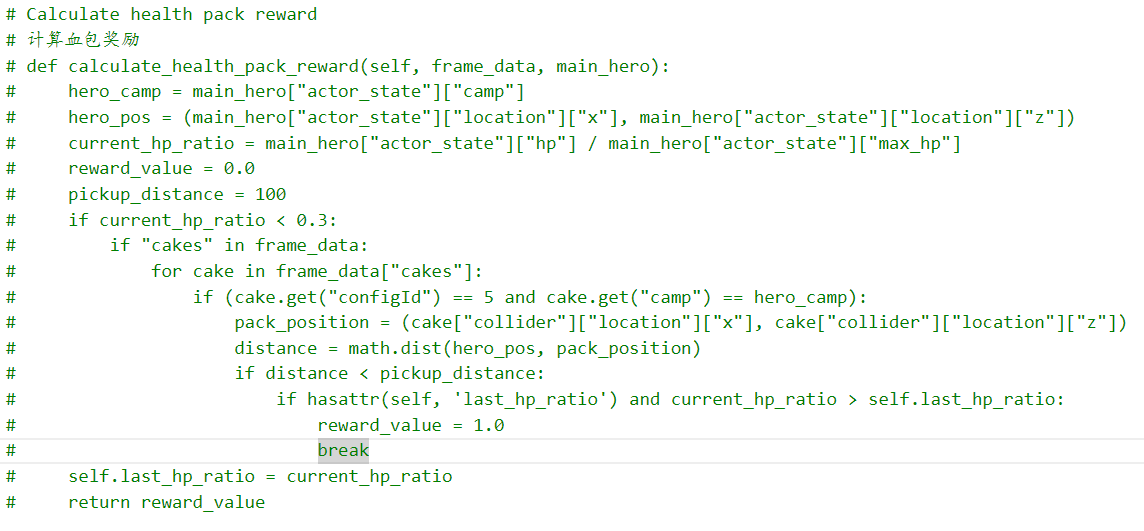 # Calculate health pack reward
# 计算血包奖励
# def calculate_health_pack_reward(self, frame_data, main_hero):
#     hero_camp = main_hero["actor_state"]["camp"]
#     hero_pos = (main_hero["actor_state"]["location"]["x"], main_hero["actor_state"]["location"]["z"])
#     current_hp_ratio = main_hero["actor_state"]["hp"] / main_hero["actor_state"]["max_hp"]
#     reward_value = 0.0
#     pickup_distance = 100
#     if current_hp_ratio < 0.3:
#         if "cakes" in frame_data:
#             for cake in frame_data["cakes"]:
#                 if (cake.get("configId") == 5 and cake.get("camp") == hero_camp):
#                     pack_position = (cake["collider"]["location"]["x"], cake["collider"]["location"]["z"])
#                     distance = math.dist(hero_pos, pack_position)
#                     if distance < pickup_distance:
#                         if hasattr(self, 'last_hp_ratio') and current_hp_ratio > self.last_hp_ratio:
#                             reward_value = 1.0
#                             break
#     self.last_hp_ratio = current_hp_ratio
#     return reward_value